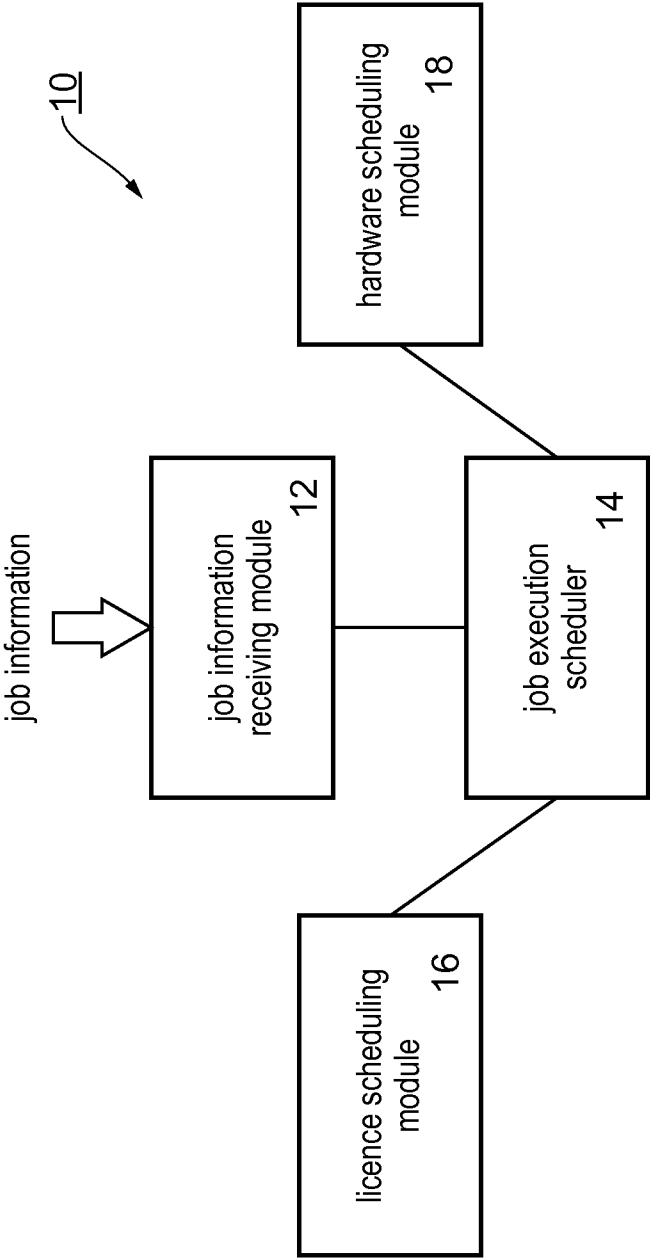 10
job information
job information
receiving module
12
licence scheduling
module
16
hardware scheduling
module
18
job execution
scheduler
14